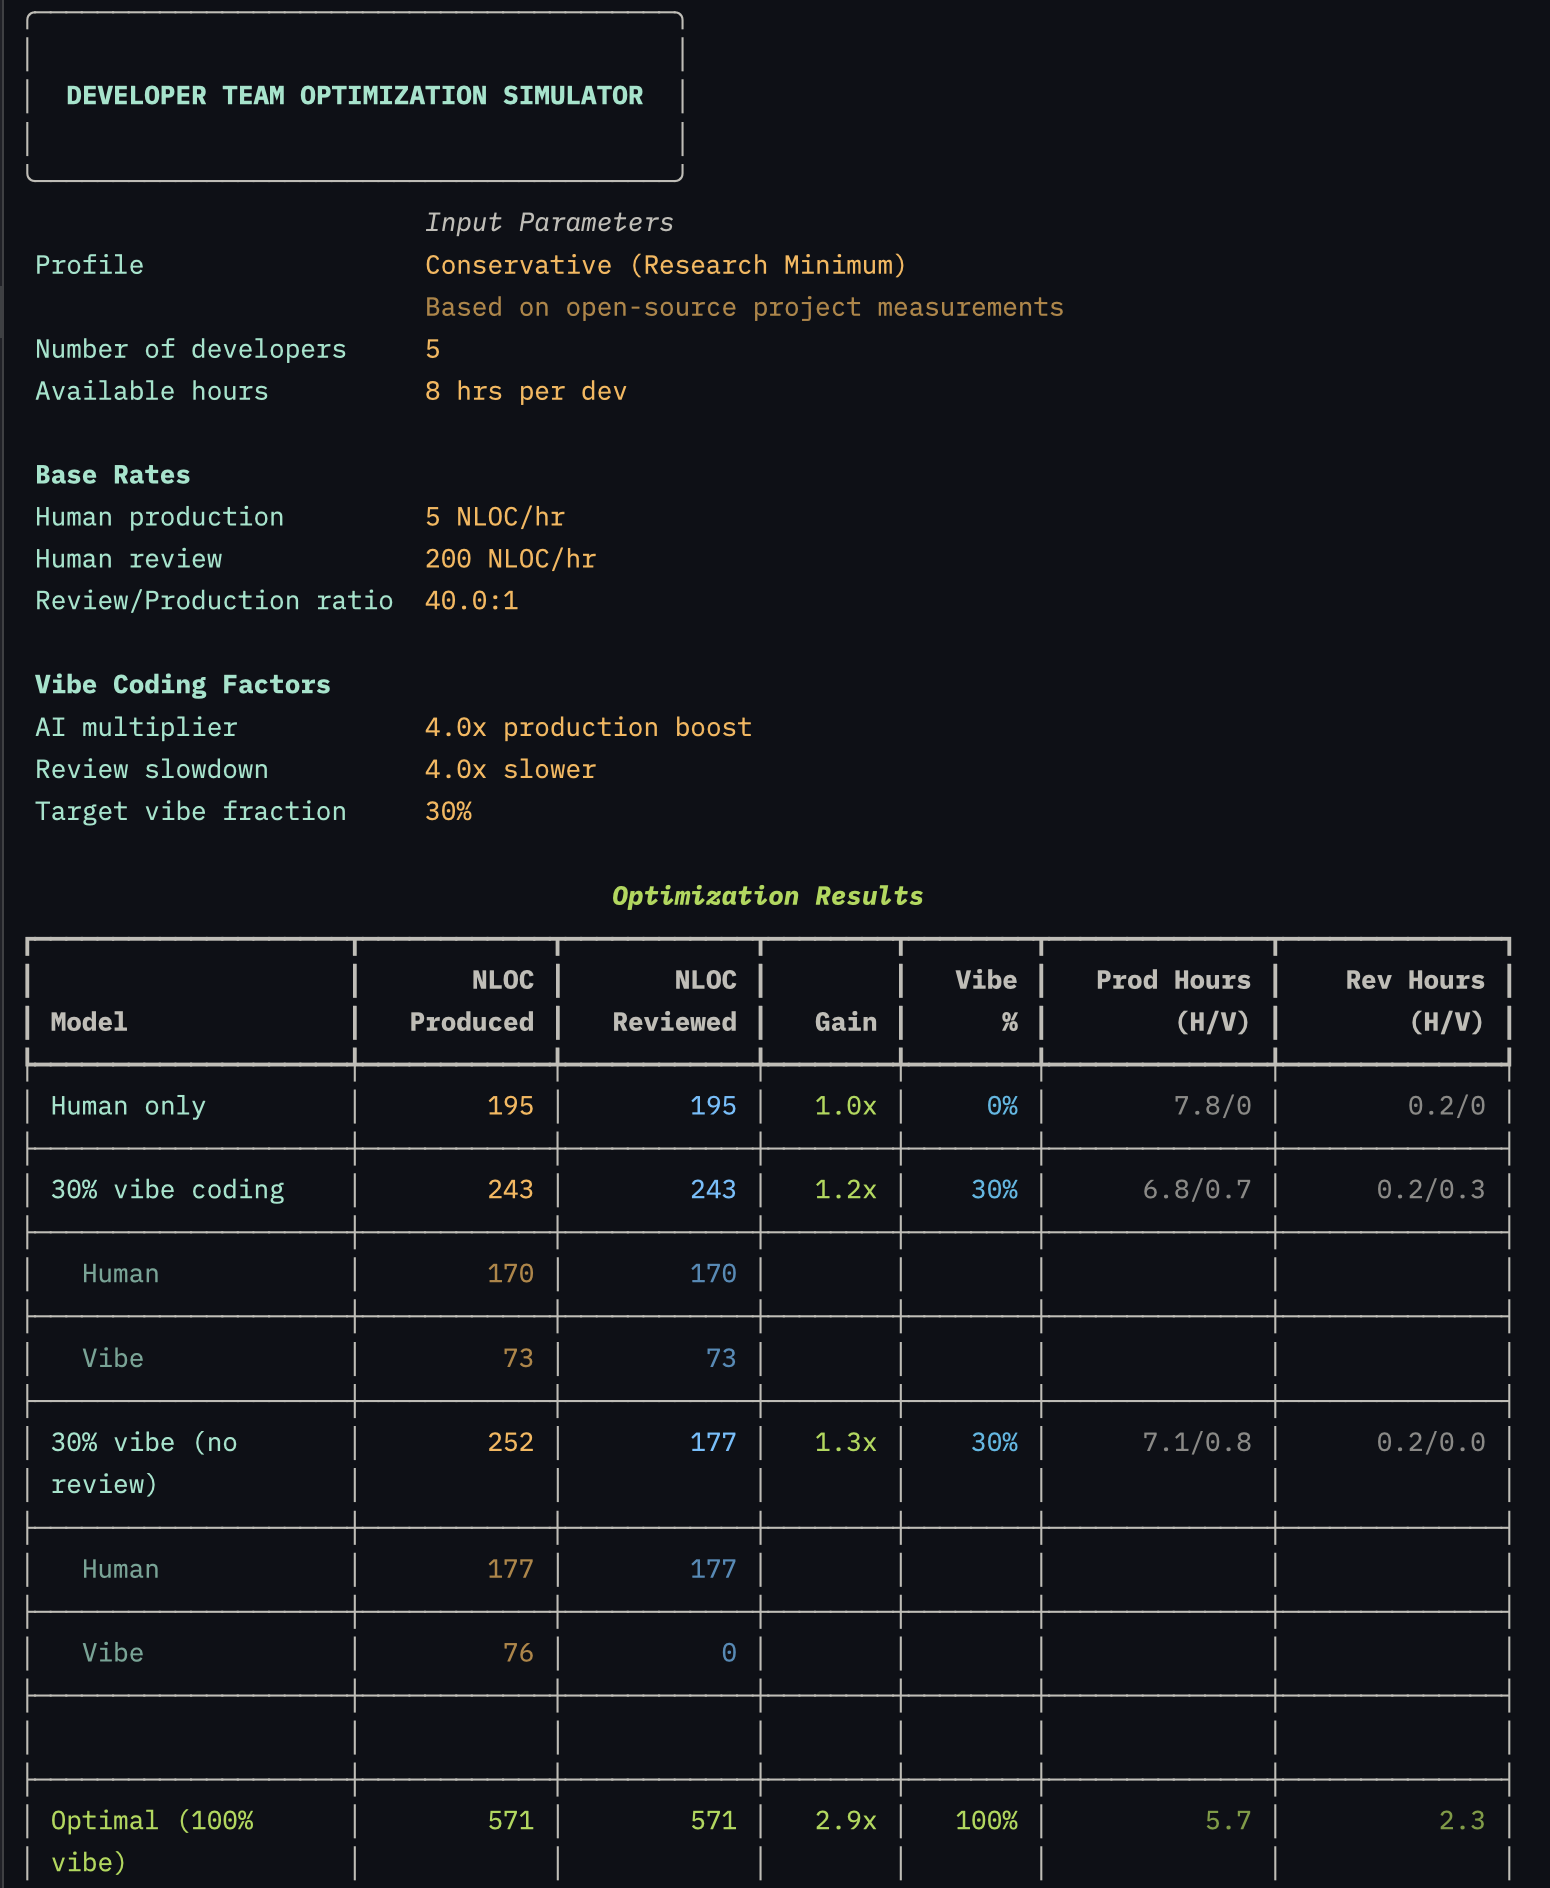 DEVELOPER TEAM OPTIMIZATION SIMULATOR
Input Parameters
Profile Conservative (Research Minimum)
Based on open-source project measurements
Number of developers 5
Available hours 8 hrs per dev
Base Rates
Human production 5 NLOC/hr
Human review 200 NLOC/hr
Review/Production ratio 40.0:1
Vibe Coding Factors
AI multiplier 4.0x production boost
Review slowdown 4.0x slower
Target vibe fraction 30%
Optimization Results
NLOC NLOC Vibe Prod Hours Rev Hours
Model Produced Reviewed Gain % (H/V) (H/V)
Human only 195 195 1.0x 0% 7.8/0 0.2/0
30% vibe coding 243 243 1.2x 30% 6.8/0.7 0.2/0.3
Human 170 170
Vibe 73 73
30% vibe (no 252 177 1.3x 30% 7.1/0.8 0.2/0.0
review)
Human 177 177
Vibe 76 0
Optimal (100% 571 571 2.9x 100% 5.7 2.3
vibe)